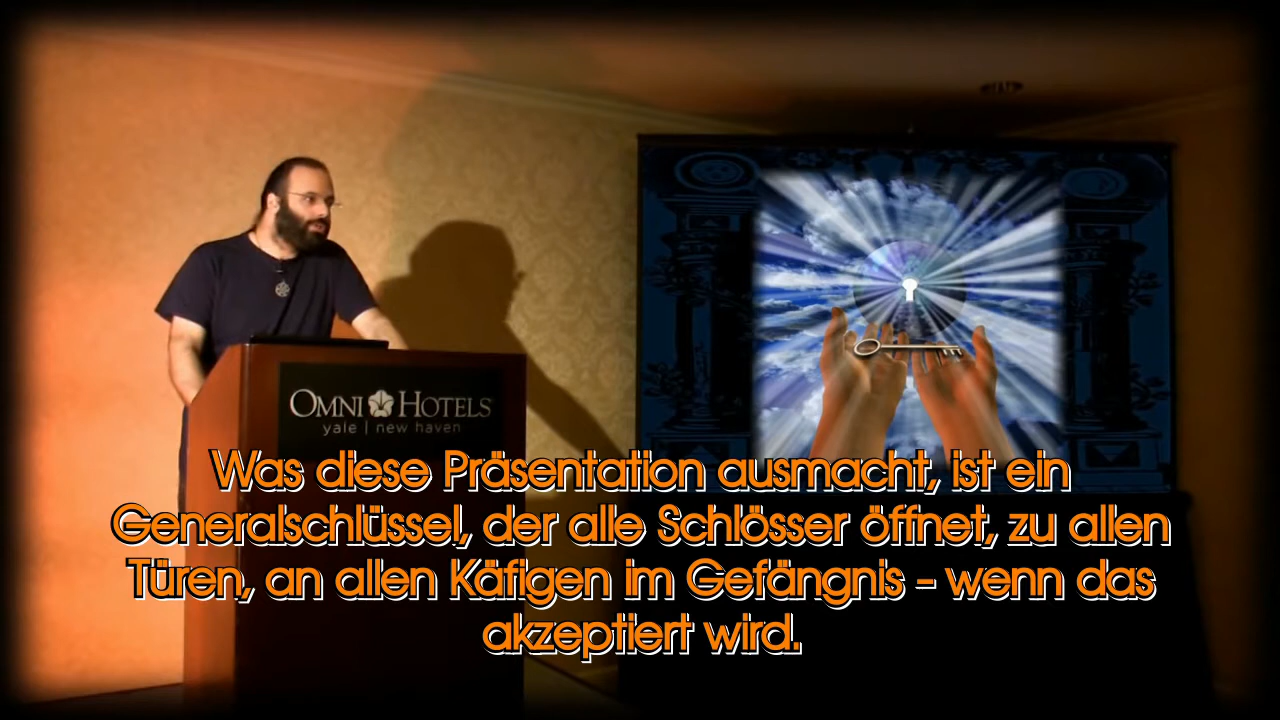 OMNI HOTELS
yale | new haven
Was diese Präsentation ausmacht, ist ein
Generalschlüssel, der alle Schlösser öffnet, zu allen
Türen, an allen Käfigen im Gefängnis - wenn das
akzeptiert wird.